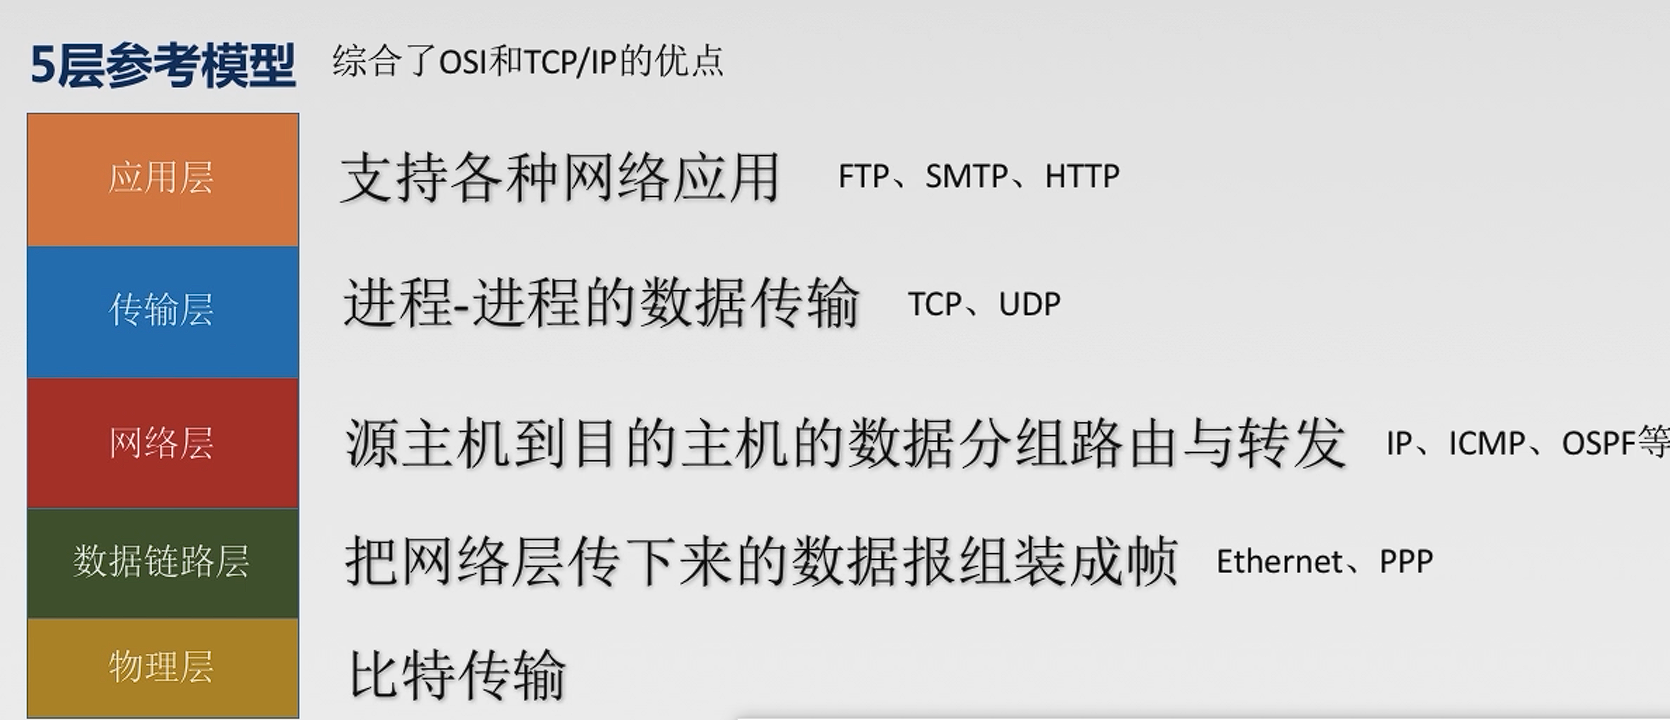 5层参考模型 综合了OSI和TCP/IP的优点
应用层 支持各种网络应用 FTP、SMTP、HTTP
传输层 进程-进程的数据传输 TCP、UDP
网络层 源主机到目的主机的数据分组路由与转发 IP、ICMP、OSPF等
数据链路层 把网络层传下来的数据报组装成帧 Ethernet、PPP
物理层 比特传输